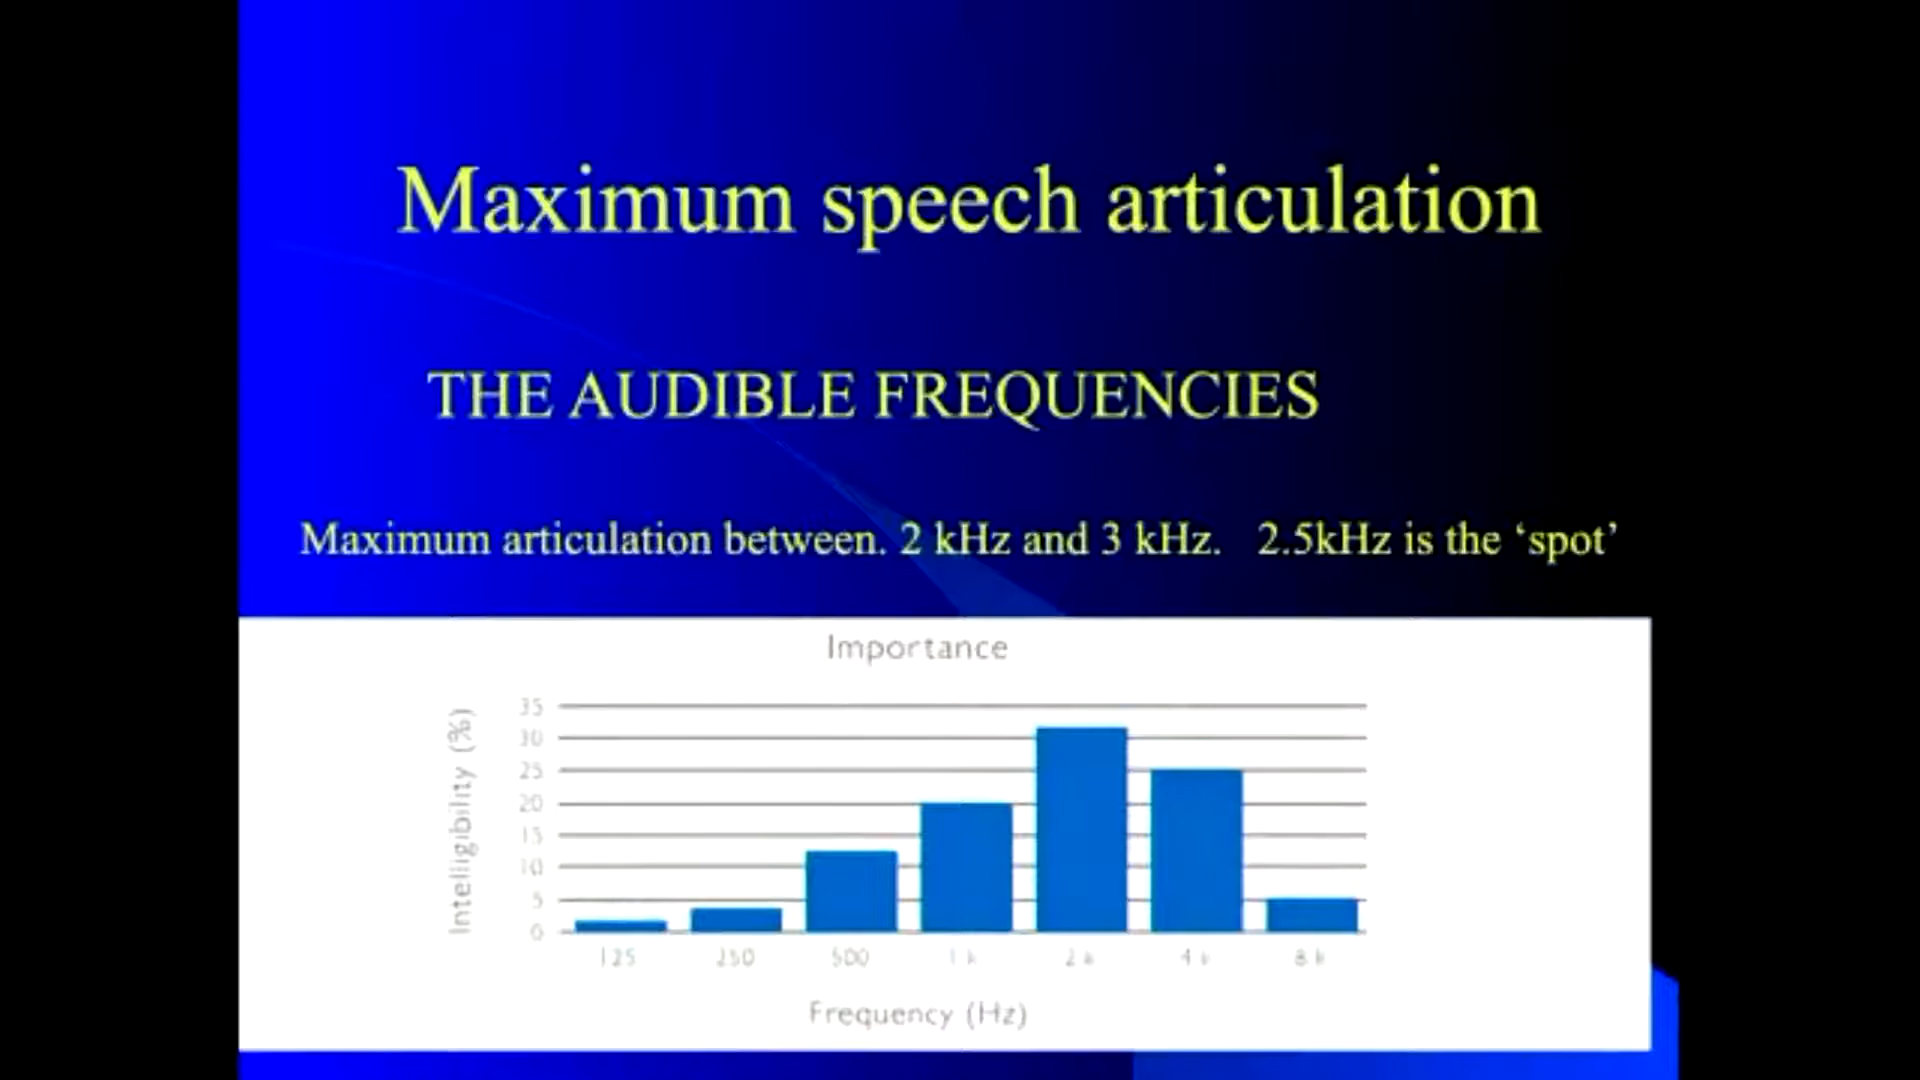 Maximum speech articulation
THE AUDIBLE FREQUENCIES
Maximum articulation between. 2 kHz and 3 kHz. 2.5kHz is the ‘spot’
Importance
Intelligibility (%)
35
30
25
20
15
10
5
0
125 250 500 1 k 2 k 4 k 8 k
Frequency (Hz)